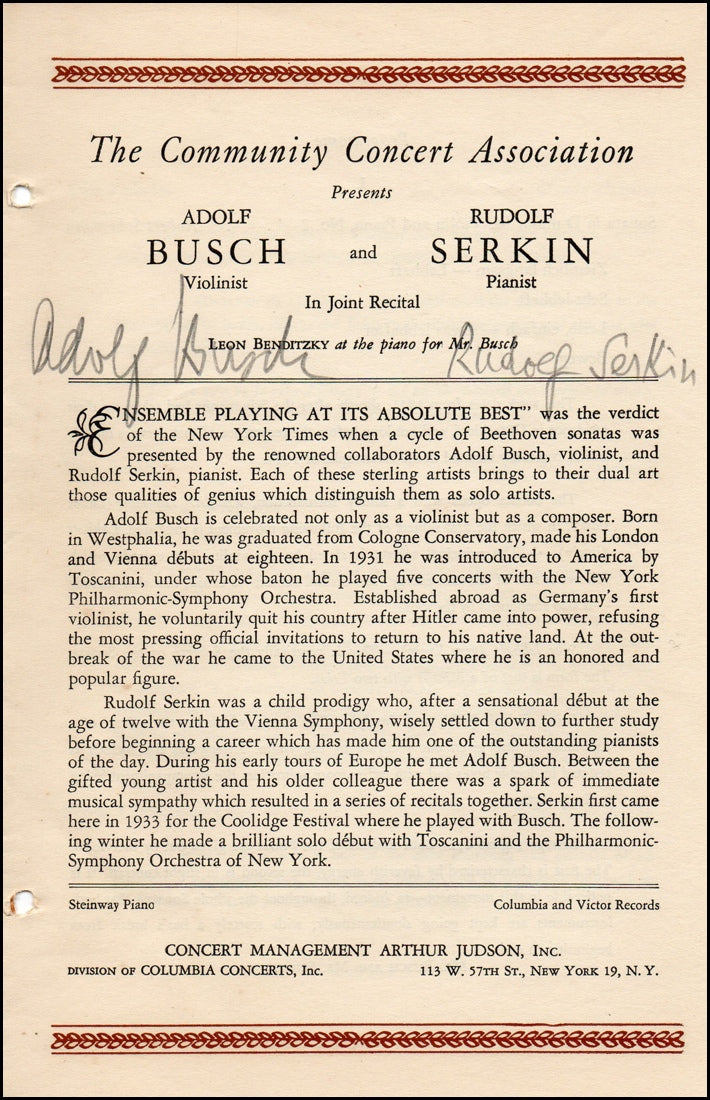 The Community Concert Association
Presents
ADOLF
BUSCH
Violinist
and
RUDOLF
SERKIN
Pianist
In Joint Recital
LEON BENDITZKY at the piano for Mr. Busch
Adolf Busch
Rudolf Serkin
ENSEMBLE PLAYING AT ITS ABSOLUTE BEST" was the verdict
of the New York Times when a cycle of Beethoven sonatas was
presented by the renowned collaborators Adolf Busch, violinist, and
Rudolf Serkin, pianist. Each of these sterling artists brings to their dual art
those qualities of genius which distinguish them as solo artists.
Adolf Busch is celebrated not only as a violinist but as a composer. Born
in Westphalia, he was graduated from Cologne Conservatory, made his London
and Vienna débuts at eighteen. In 1931 he was introduced to America by
Toscanini, under whose baton he played five concerts with the New York
Philharmonic-Symphony Orchestra. Established abroad as Germany's first
violinist, he voluntarily quit his country after Hitler came into power, refusing
the most pressing official invitations to return to his native land. At the out-
break of the war he came to the United States where he is an honored and
popular figure.
Rudolf Serkin was a child prodigy who, after a sensational début at the
age of twelve with the Vienna Symphony, wisely settled down to further study
before beginning a career which has made him one of the outstanding pianists
of the day. During his early tours of Europe he met Adolf Busch. Between the
gifted young artist and his older colleague there was a spark of immediate
musical sympathy which resulted in a series of recitals together. Serkin first came
here in 1933 for the Coolidge Festival where he played with Busch. The follow-
ing winter he made a brilliant solo début with Toscanini and the Philharmonic-
Symphony Orchestra of New York.
Steinway Piano
Columbia and Victor Records
CONCERT MANAGEMENT ARTHUR JUDSON, INC.
DIVISION OF COLUMBIA CONCERTS, Inc.
113 W. 57TH ST., NEW YORK 19, N. Y.